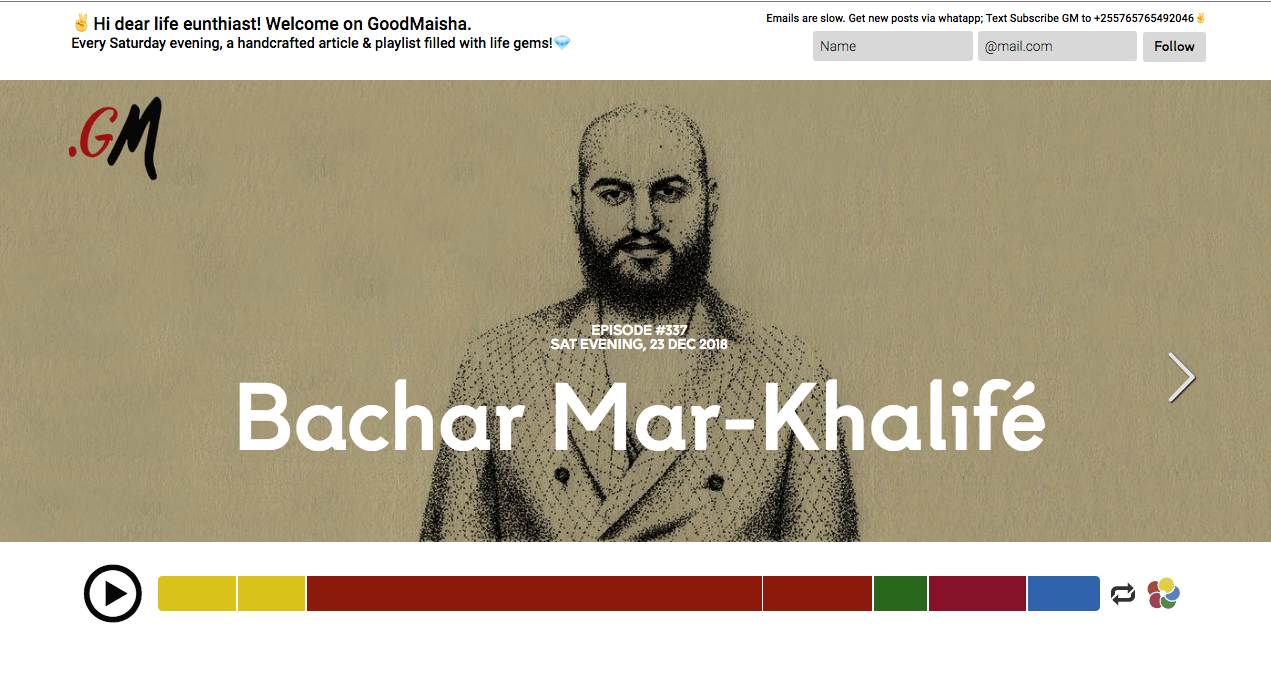 ✌Hi dear life eunthiast! Welcome on GoodMaisha.
Every Saturday evening, a handcrafted article & playlist filled with life gems!💎
Emails are slow. Get new posts via whatapp; Text Subscribe GM to +255765765492046✌
Name
@mail.com
Follow
.GM
EPISODE #337
SAT EVENING, 23 DEC 2018
Bachar Mar-Khalifé